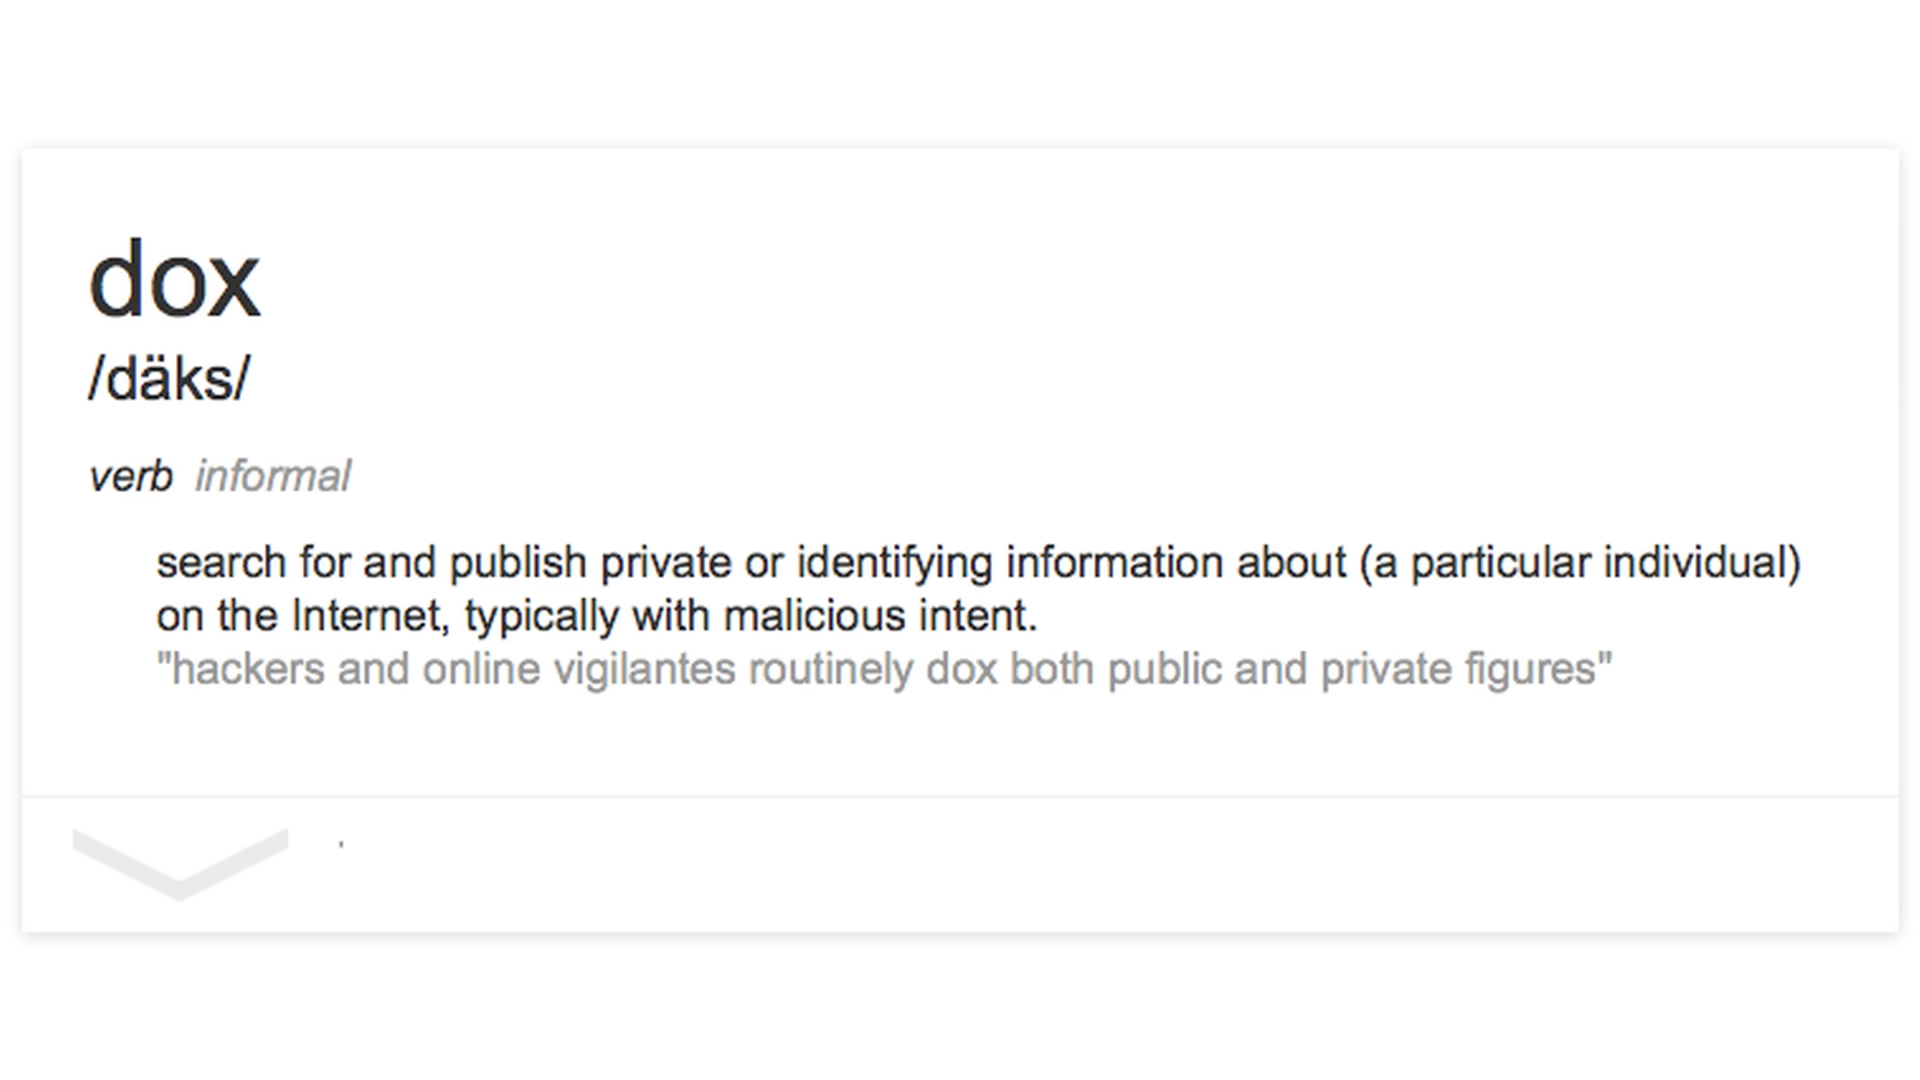 dox
/däks/
verb informal
search for and publish private or identifying information about (a particular individual)
on the Internet, typically with malicious intent.
"hackers and online vigilantes routinely dox both public and private figures"